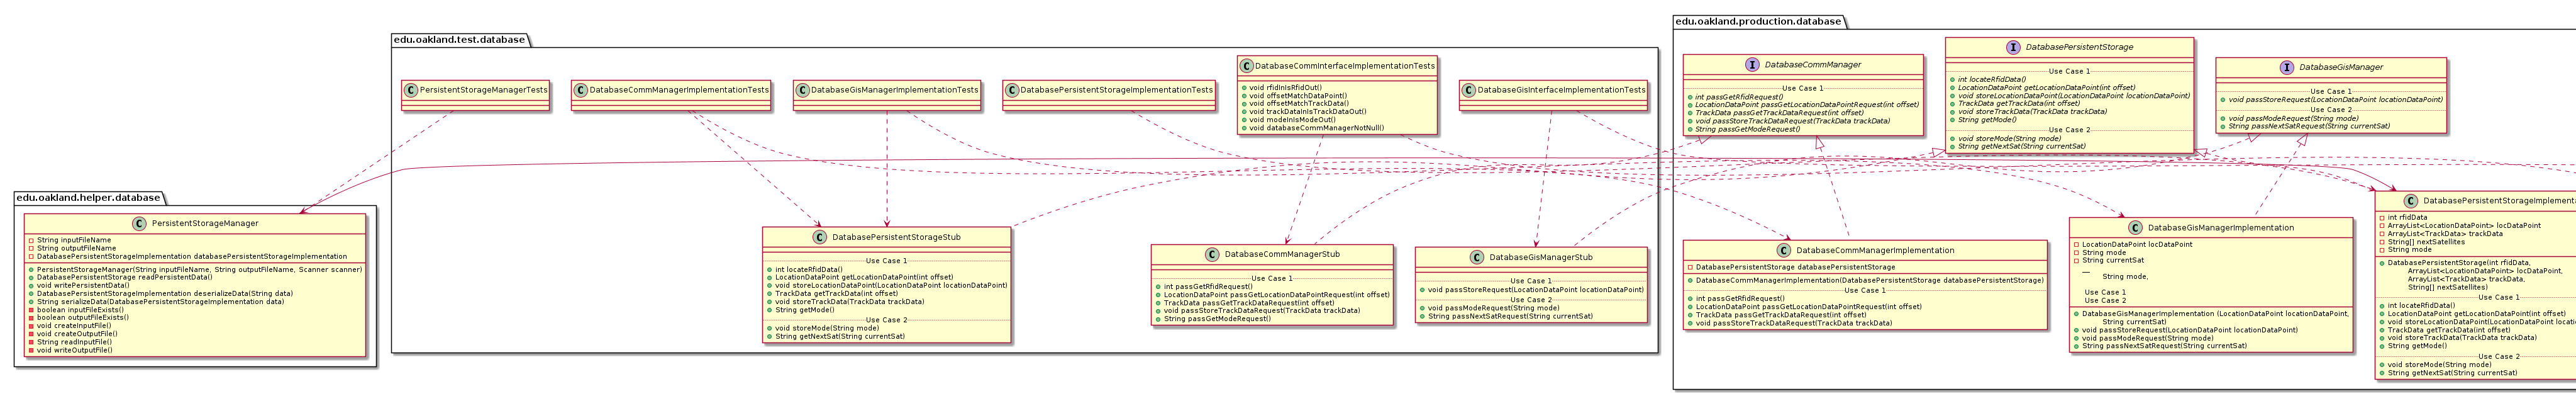 edu.oakland.helper.database
PersistentStorageManager
String inputFileName
String outputFileName
DatabasePersistentStorageImplementation databasePersistentStorageImplementation
PersistentStorageManager(String inputFileName, String outputFileName, Scanner scanner)
DatabasePersistentStorage readPersistentData()
void writePersistentData()
DatabasePersistentStorageImplementation deserializeData(String data)
String serializeData(DatabasePersistentStorageImplementation data)
boolean inputFileExists()
boolean outputFileExists()
void createInputFile()
void createOutputFile()
String readInputFile()
void writeOutputFile()
edu.oakland.test.database
PersistentStorageManagerTests
DatabaseCommManagerImplementationTests
DatabaseGisManagerImplementationTests
DatabasePersistentStorageImplementationTests
DatabaseCommInterfaceImplementationTests
void rfidInIsRfidOut()
void offsetMatchDataPoint()
void offsetMatchTrackData()
void trackDataInIsTrackDataOut()
void modeInIsModeOut()
void databaseCommManagerNotNull()
DatabaseGisInterfaceImplementationTests
DatabasePersistentStorageStub
Use Case 1
int locateRfidData()
LocationDataPoint getLocationDataPoint(int offset)
void storeLocationDataPoint(LocationDataPoint locationDataPoint)
TrackData getTrackData(int offset)
void storeTrackData(TrackData trackData)
String getMode()
Use Case 2
void storeMode(String mode)
String getNextSat(String currentSat)
DatabaseCommManagerStub
Use Case 1
int passGetRfidRequest()
LocationDataPoint passGetLocationDataPointRequest(int offset)
TrackData passGetTrackDataRequest(int offset)
void passStoreTrackDataRequest(TrackData trackData)
String passGetModeRequest()
DatabaseGisManagerStub
Use Case 1
void passStoreRequest(LocationDataPoint locationDataPoint)
Use Case 2
void passModeRequest(String mode)
String passNextSatRequest(String currentSat)
edu.oakland.production.database
DatabaseCommManager
Use Case 1
int passGetRfidRequest()
LocationDataPoint passGetLocationDataPointRequest(int offset)
TrackData passGetTrackDataRequest(int offset)
void passStoreTrackDataRequest(TrackData trackData)
String passGetModeRequest()
DatabasePersistentStorage
Use Case 1
int locateRfidData()
LocationDataPoint getLocationDataPoint(int offset)
void storeLocationDataPoint(LocationDataPoint locationDataPoint)
TrackData getTrackData(int offset)
void storeTrackData(TrackData trackData)
String getMode()
Use Case 2
void storeMode(String mode)
String getNextSat(String currentSat)
DatabaseGisManager
Use Case 1
void passStoreRequest(LocationDataPoint locationDataPoint)
Use Case 2
void passModeRequest(String mode)
String passNextSatRequest(String currentSat)
DatabaseCommManagerImplementation
DatabasePersistentStorage databasePersistentStorage
DatabaseCommManagerImplementation(DatabasePersistentStorage databasePersistentStorage)
Use Case 1
int passGetRfidRequest()
LocationDataPoint passGetLocationDataPointRequest(int offset)
TrackData passGetTrackDataRequest(int offset)
void passStoreTrackDataRequest(TrackData trackData)
DatabaseGisManagerImplementation
LocationDataPoint locDataPoint
String mode
String currentSat
__
String mode,
Use Case 1
Use Case 2
DatabaseGisManagerImplementation (LocationDataPoint locationDataPoint,
String currentSat)
void passStoreRequest(LocationDataPoint locationDataPoint)
void passModeRequest(String mode)
String passNextSatRequest(String currentSat)
DatabasePersistentStorageImplementa
int rfidData
ArrayList<LocationDataPoint> locDataPoint
ArrayList<TrackData> trackData
String[] nextSatellites
String mode
DatabasePersistentStorage(int rfidData,
ArrayList<LocationDataPoint> locDataPoint,
ArrayList<TrackData> trackData,
String[] nextSatellites)
Use Case 1
int locateRfidData()
LocationDataPoint getLocationDataPoint(int offset)
void storeLocationDataPoint(LocationDataPoint locatio
TrackData getTrackData(int offset)
void storeTrackData(TrackData trackData)
String getMode()
Use Case 2
void storeMode(String mode)
String getNextSat(String currentSat)